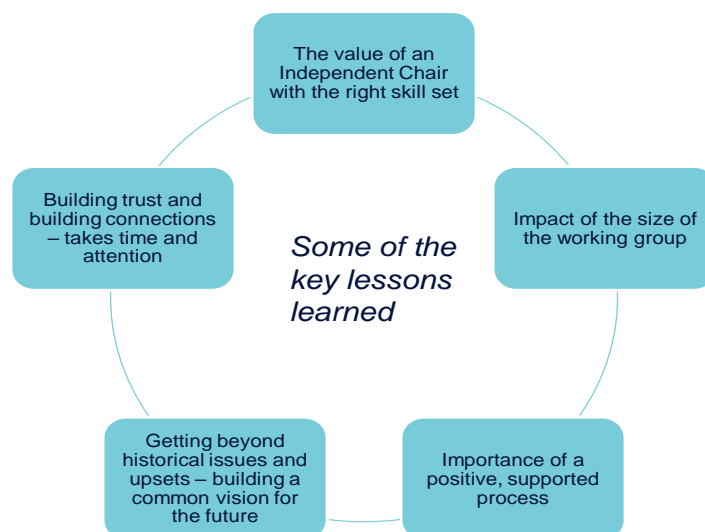 The value of an
Independent Chair
with the right skill set
Building trust and
building connections
– takes time and
attention
Impact of the size of
the working group
Some of the
key lessons
learned
Getting beyond
historical issues and
upsets – building a
common vision for
the future
Importance of a
positive, supported
process